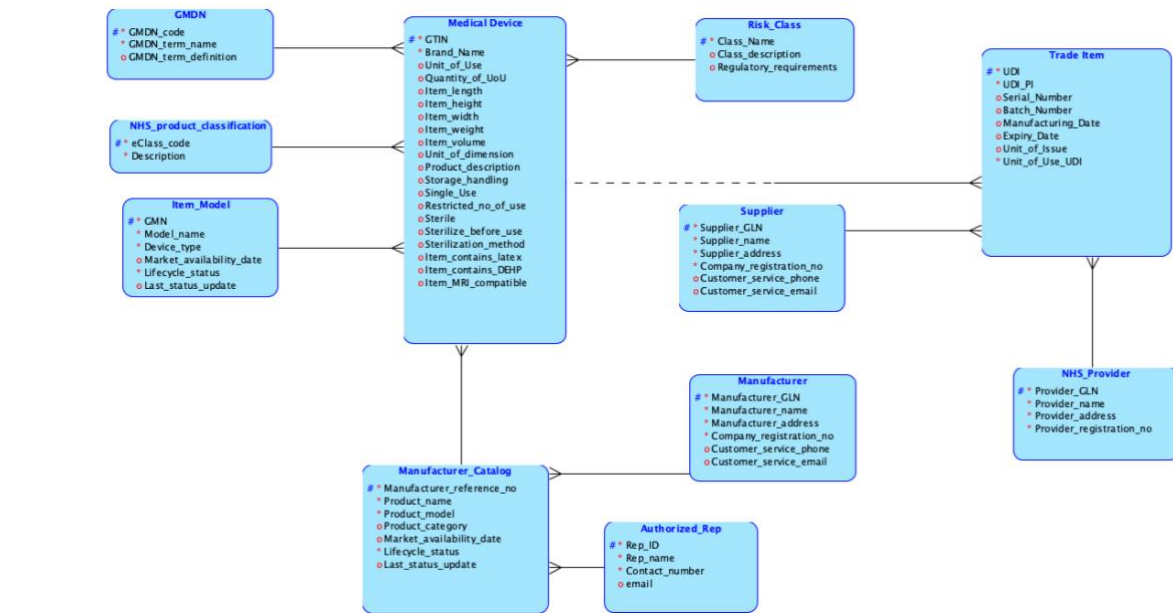 GMDN
# * GMDN_code
* GMDN_term_name
o GMDN_term_definition
NHS_product_classification
# * eClass_code
* Description
Item_Model
# * GMN
* Model_name
* Device_type
o Market_availability_date
* Lifecycle_status
o Last_status_update
Medical Device
# * GTIN
* Brand_Name
o Unit_of_Use
o Quantity_of_UoU
o Item_length
o Item_height
o Item_width
o Item_weight
o Item_volume
o Unit_of_dimension
o Product_description
o Storage_handling
o Single_Use
o Restricted_no_of_use
o Sterile
o Sterilize_before_use
o Sterilization_method
o Item_contains_latex
o Item_contains_DEHP
o Item_MRI_compatible
Risk_Class
# * Class_Name
o Class_description
o Regulatory_requirements
Trade Item
# * UDI
* UDI_PI
o Serial_Number
o Batch_Number
o Manufacturing_Date
o Expiry_Date
o Unit_of_Issue
* Unit_of_Use_UDI
Supplier
# * Supplier_GLN
* Supplier_name
* Supplier_address
* Company_registration_no
o Customer_service_phone
o Customer_service_email
Manufacturer
# * Manufacturer_GLN
* Manufacturer_name
* Manufacturer_address
* Company_registration_no
o Customer_service_phone
o Customer_service_email
NHS_Provider
# * Provider_GLN
* Provider_name
* Provider_address
* Provider_registration_no
Manufacturer_Catalog
# * Manufacturer_reference_no
* Product_name
* Product_model
o Product_category
o Market_availability_date
* Lifecycle_status
o Last_status_update
Authorized_Rep
# * Rep_ID
* Rep_name
* Contact_number
o email